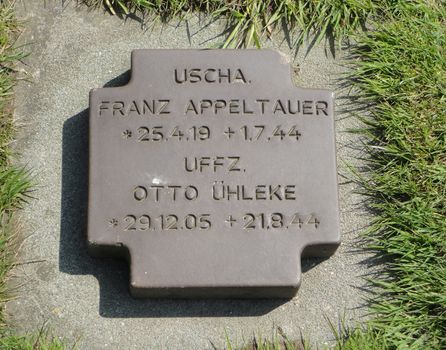 USCHA.
FRANZ APPELTAUER
*25.4.19 +1.7.44
UFFZ.
OTTO ÜHLEKE
*29.12.05 +21.8.44